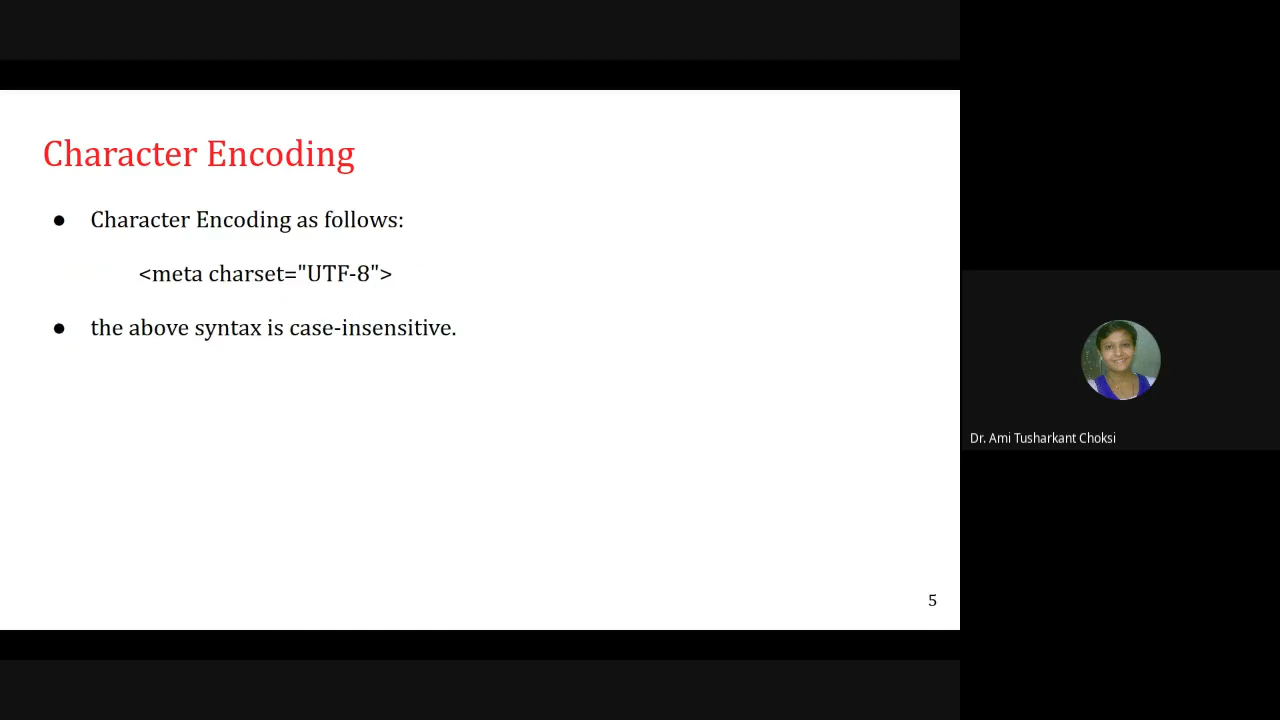 Character Encoding
● Character Encoding as follows:
<meta charset="UTF-8">
● the above syntax is case-insensitive.
5
Dr. Ami Tusharkant Choksi